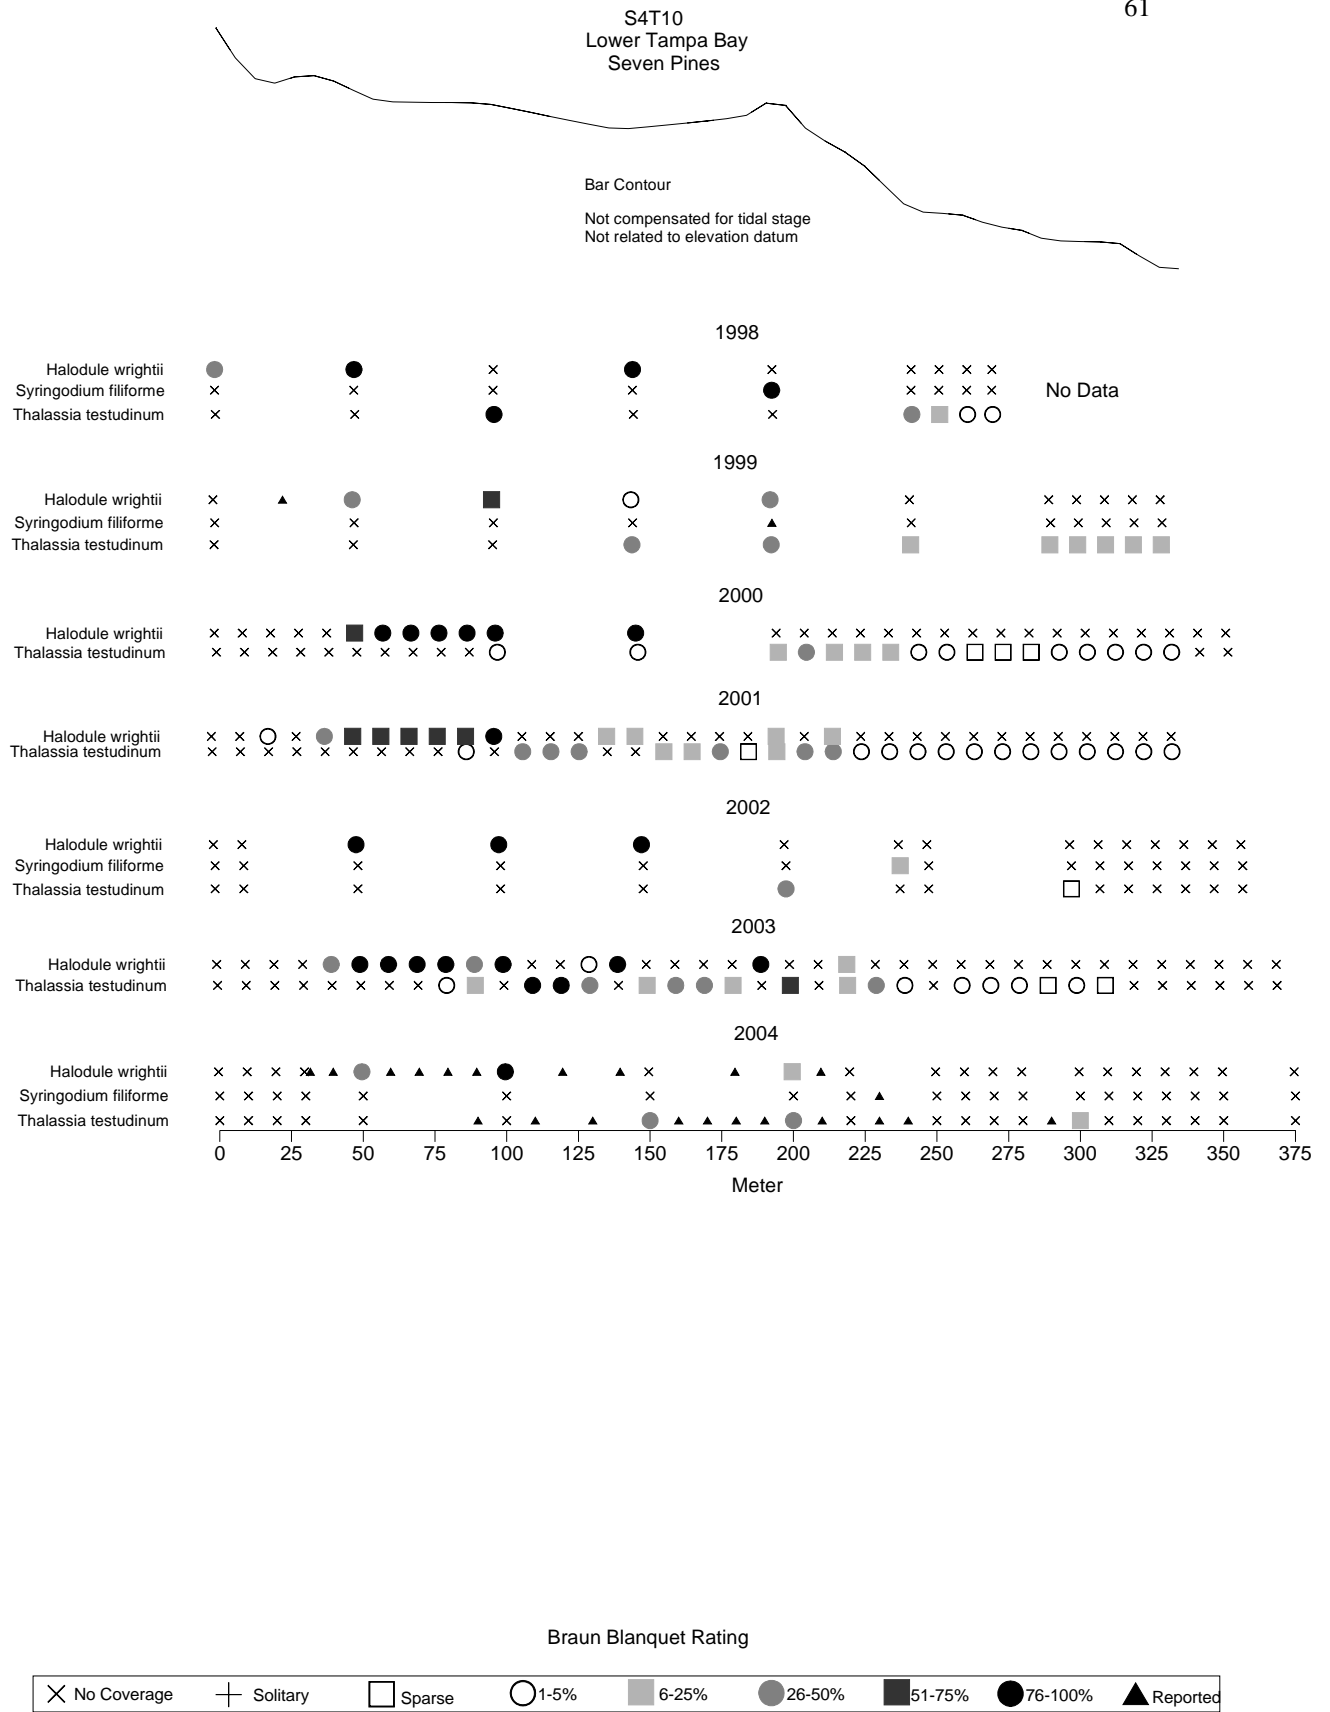 61
S4T10
Lower Tampa Bay
Seven Pines
Bar Contour
Not compensated for tidal stage
Not related to elevation datum
1998
Halodule wrightii
Syringodium filiforme
Thalassia testudinum
No Data
1999
Halodule wrightii
Syringodium filiforme
Thalassia testudinum
2000
Halodule wrightii
Thalassia testudinum
2001
Halodule wrightii
Thalassia testudinum
2002
Halodule wrightii
Syringodium filiforme
Thalassia testudinum
2003
Halodule wrightii
Thalassia testudinum
2004
Halodule wrightii
Syringodium filiforme
Thalassia testudinum
0 25 50 75 100 125 150 175 200 225 250 275 300 325 350 375
Meter
Braun Blanquet Rating
No Coverage Solitary Sparse 1-5% 6-25% 26-50% 51-75% 76-100% Reported